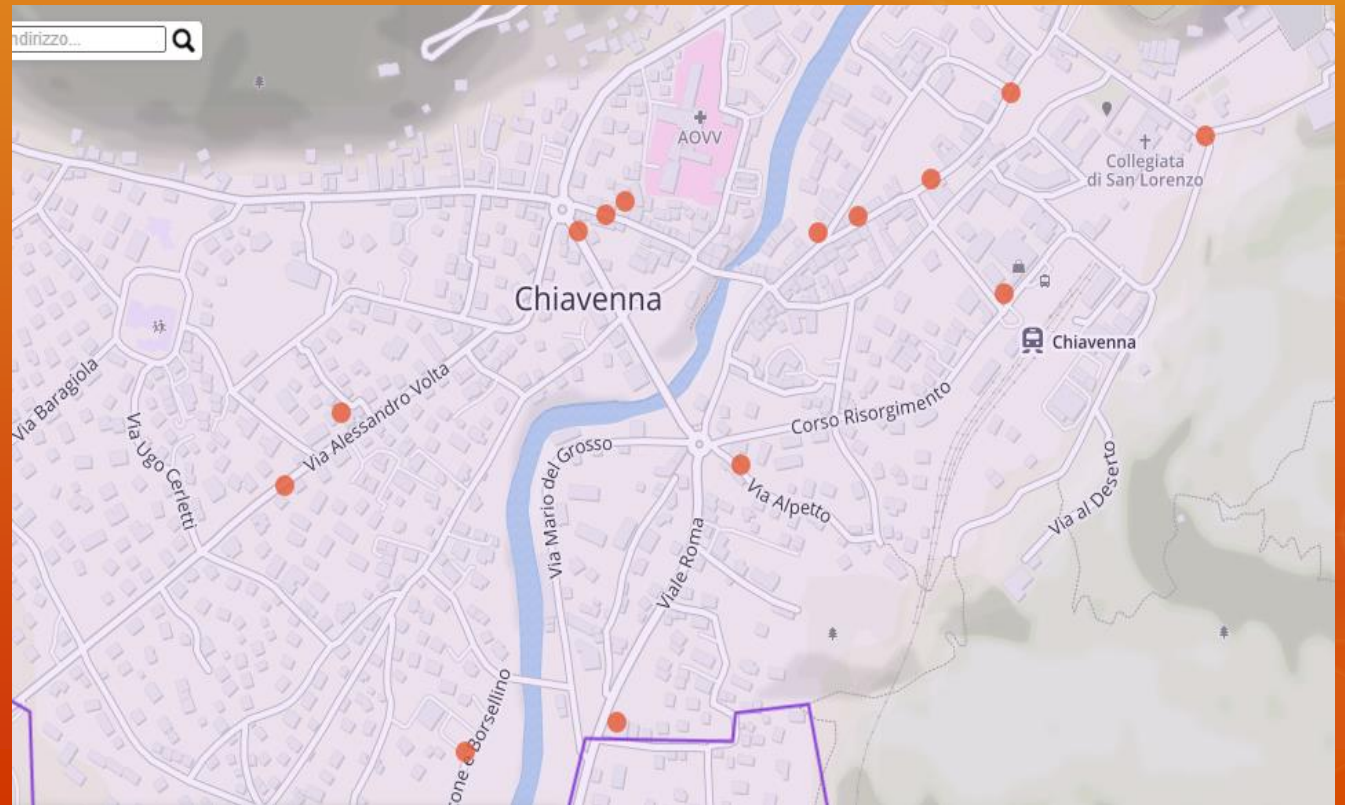 ndirizzo...
AOVV
Collegiata
di San Lorenzo
Chiavenna
Chiavenna
Via Baragiola
Via Alessandro Volta
Via Ugo Cerletti
Via Mario del Grosso
Corso Risorgimento
Via Alpetto
Via al Deserto
Viale Roma
cone e Borsellino